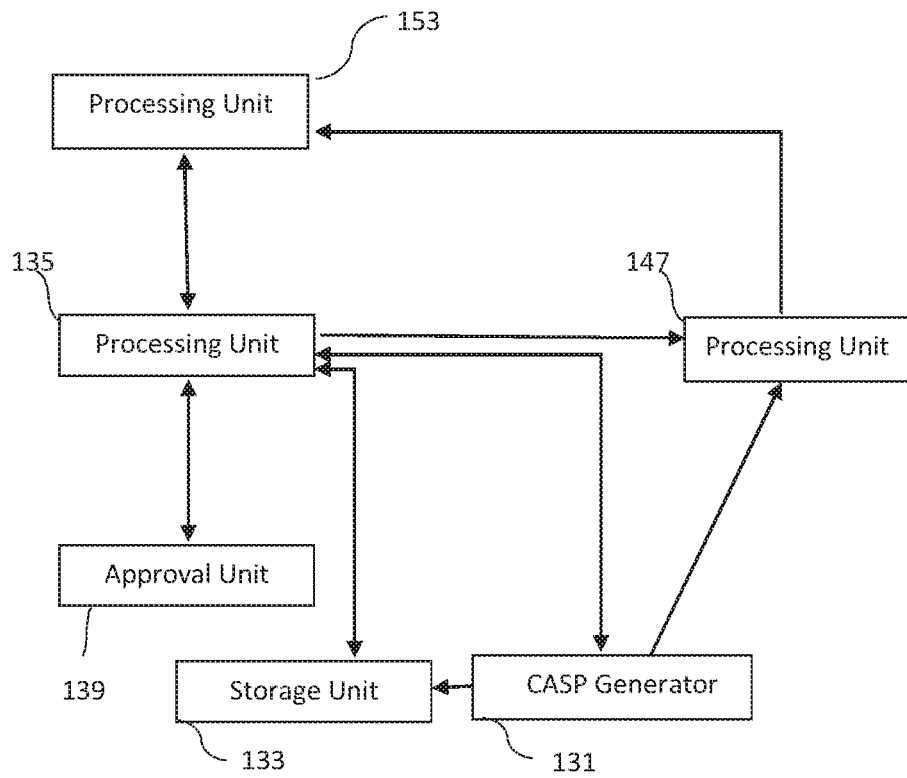 153
Processing Unit
135
147
Processing Unit
Processing Unit
Approval Unit
139
Storage Unit
CASP Generator
133
131